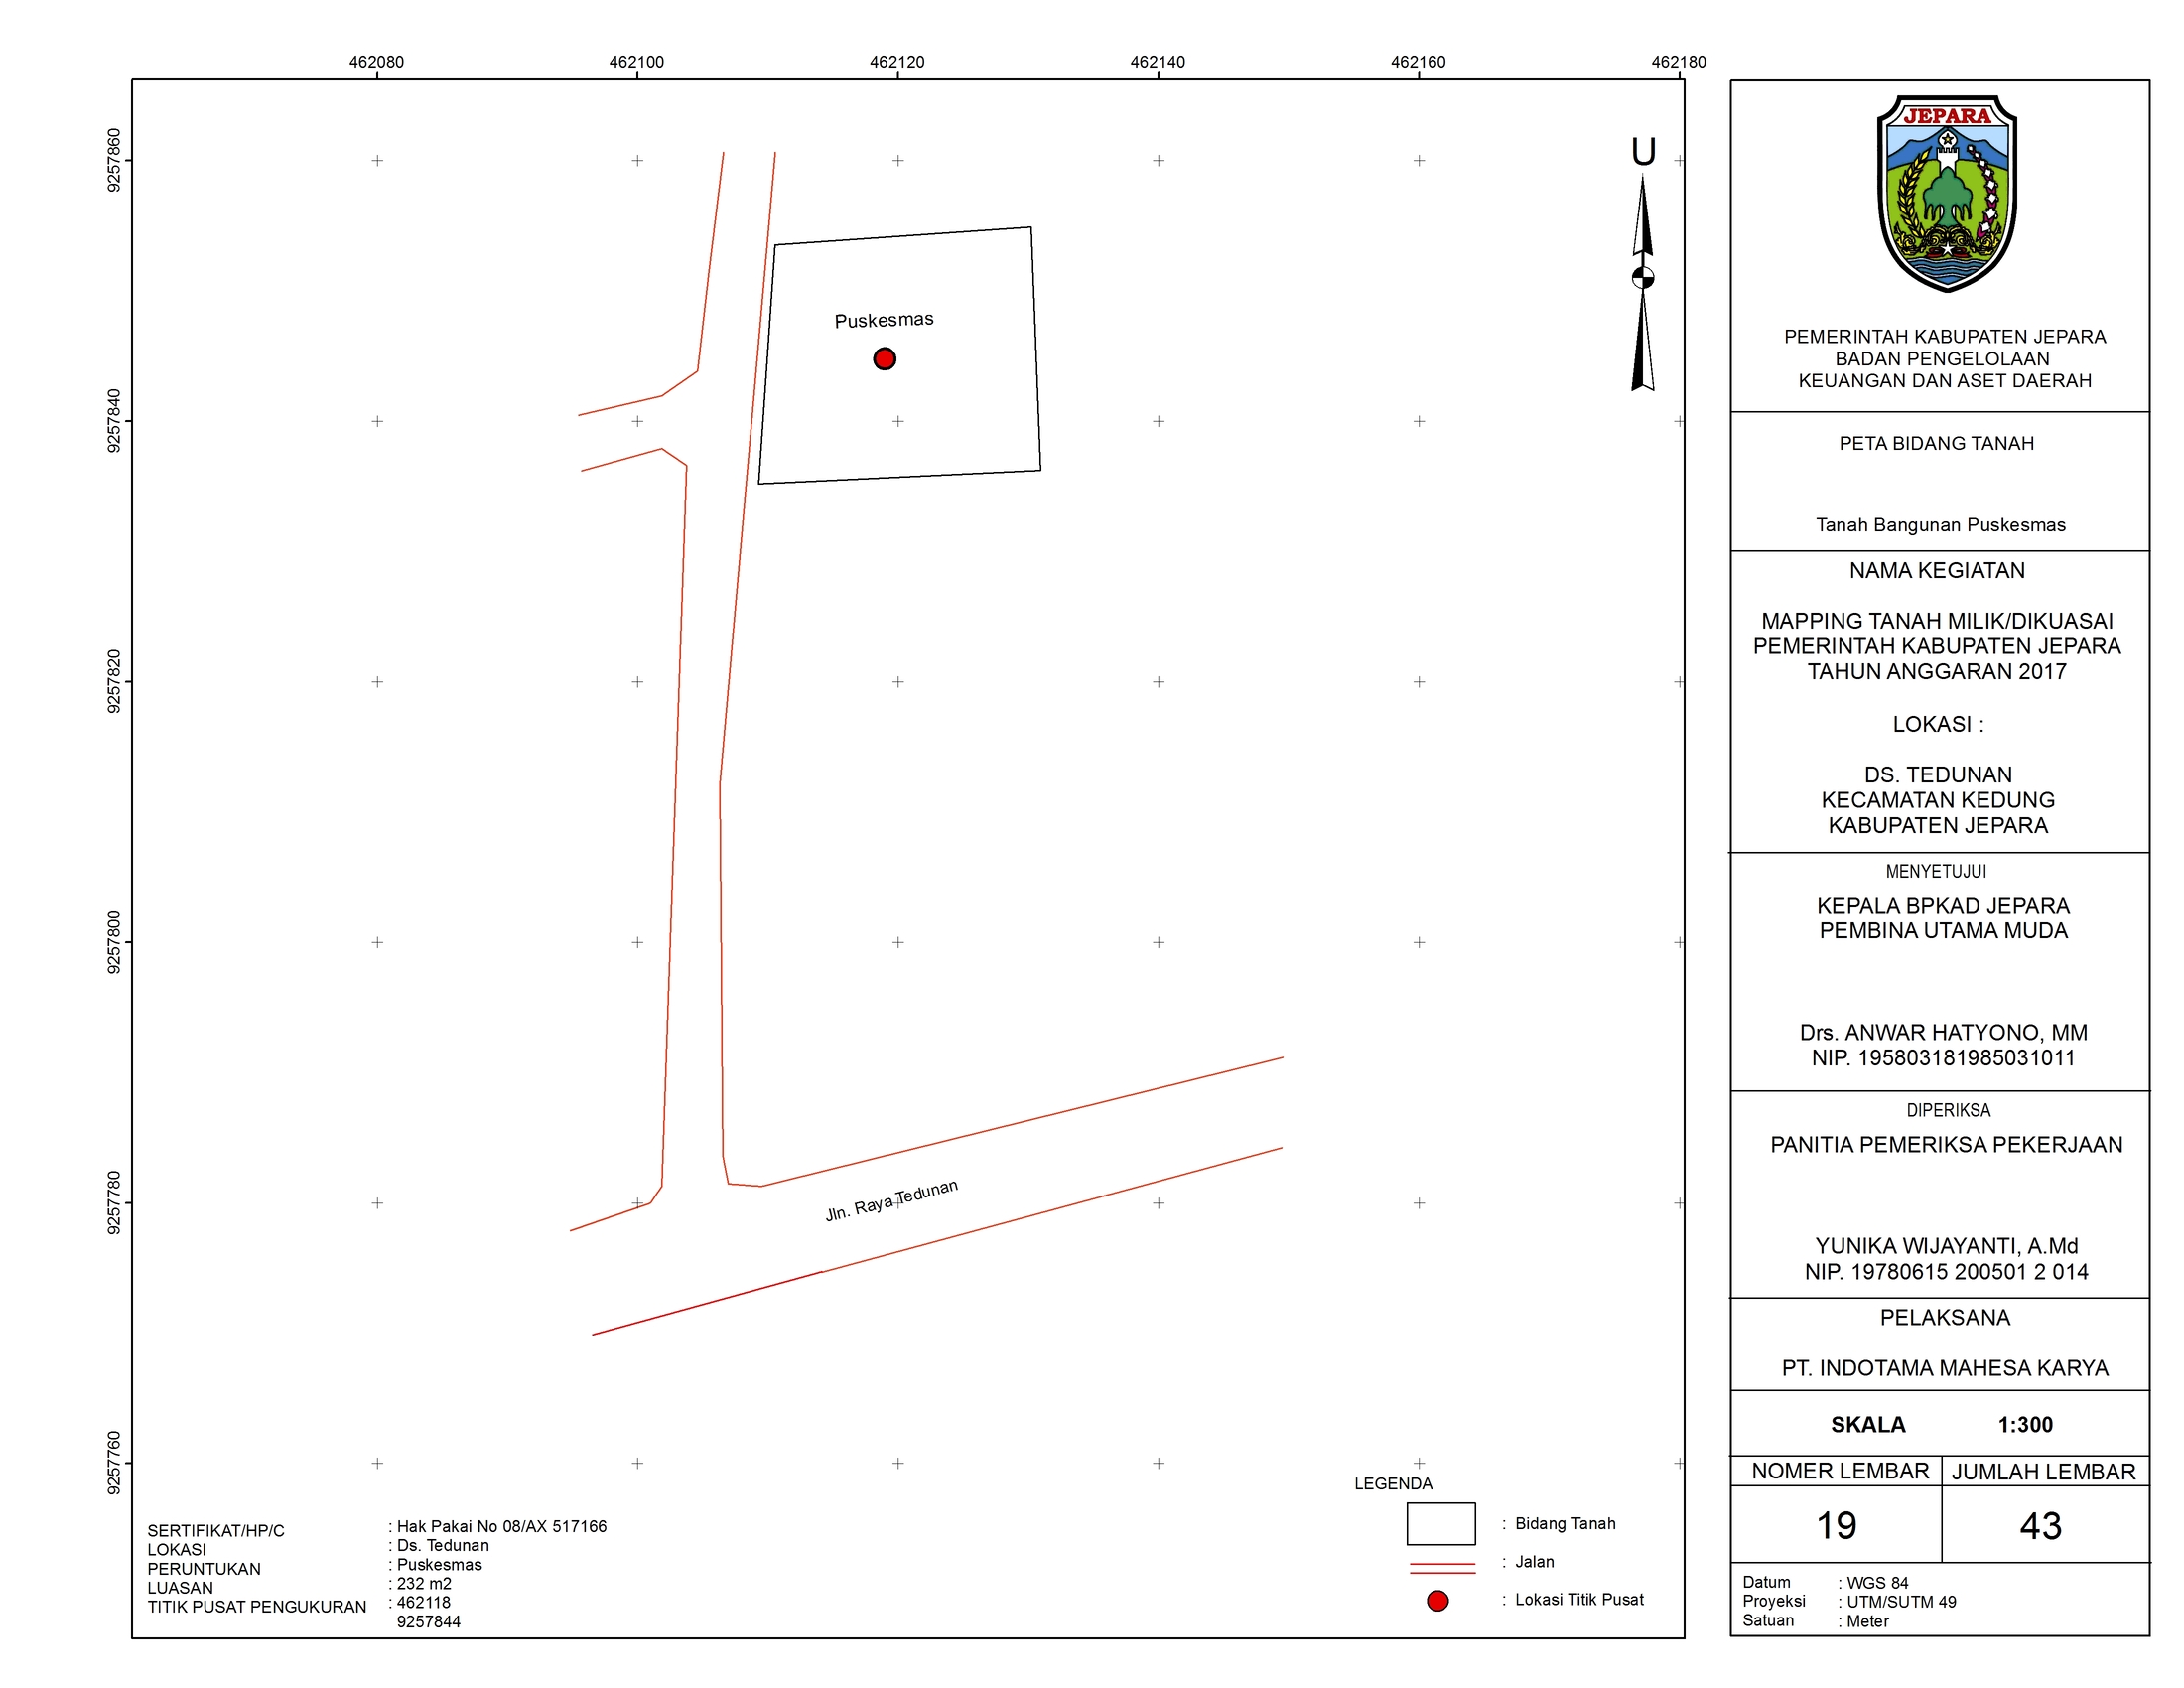 462080 462100 462120 462140 462160 462180
9257860
9257840
9257820
9257800
9257780
9257760
U
Puskesmas
Jln. Raya Tedunan
SERTIFIKAT/HP/C : Hak Pakai No 08/AX 517166
LOKASI : Ds. Tedunan
PERUNTUKAN : Puskesmas
LUASAN : 232 m2
TITIK PUSAT PENGUKURAN : 462118
9257844
LEGENDA
: Bidang Tanah
: Jalan
: Lokasi Titik Pusat
JEPARA
PEMERINTAH KABUPATEN JEPARA
BADAN PENGELOLAAN
KEUANGAN DAN ASET DAERAH
PETA BIDANG TANAH
Tanah Bangunan Puskesmas
NAMA KEGIATAN
MAPPING TANAH MILIK/DIKUASAI
PEMERINTAH KABUPATEN JEPARA
TAHUN ANGGARAN 2017
LOKASI :
DS. TEDUNAN
KECAMATAN KEDUNG
KABUPATEN JEPARA
MENYETUJUI
KEPALA BPKAD JEPARA
PEMBINA UTAMA MUDA
Drs. ANWAR HATYONO, MM
NIP. 195803181985031011
DIPERIKSA
PANITIA PEMERIKSA PEKERJAAN
YUNIKA WIJAYANTI, A.Md
NIP. 19780615 200501 2 014
PELAKSANA
PT. INDOTAMA MAHESA KARYA
SKALA 1:300
NOMER LEMBAR JUMLAH LEMBAR
19 43
Datum : WGS 84
Proyeksi : UTM/SUTM 49
Satuan : Meter